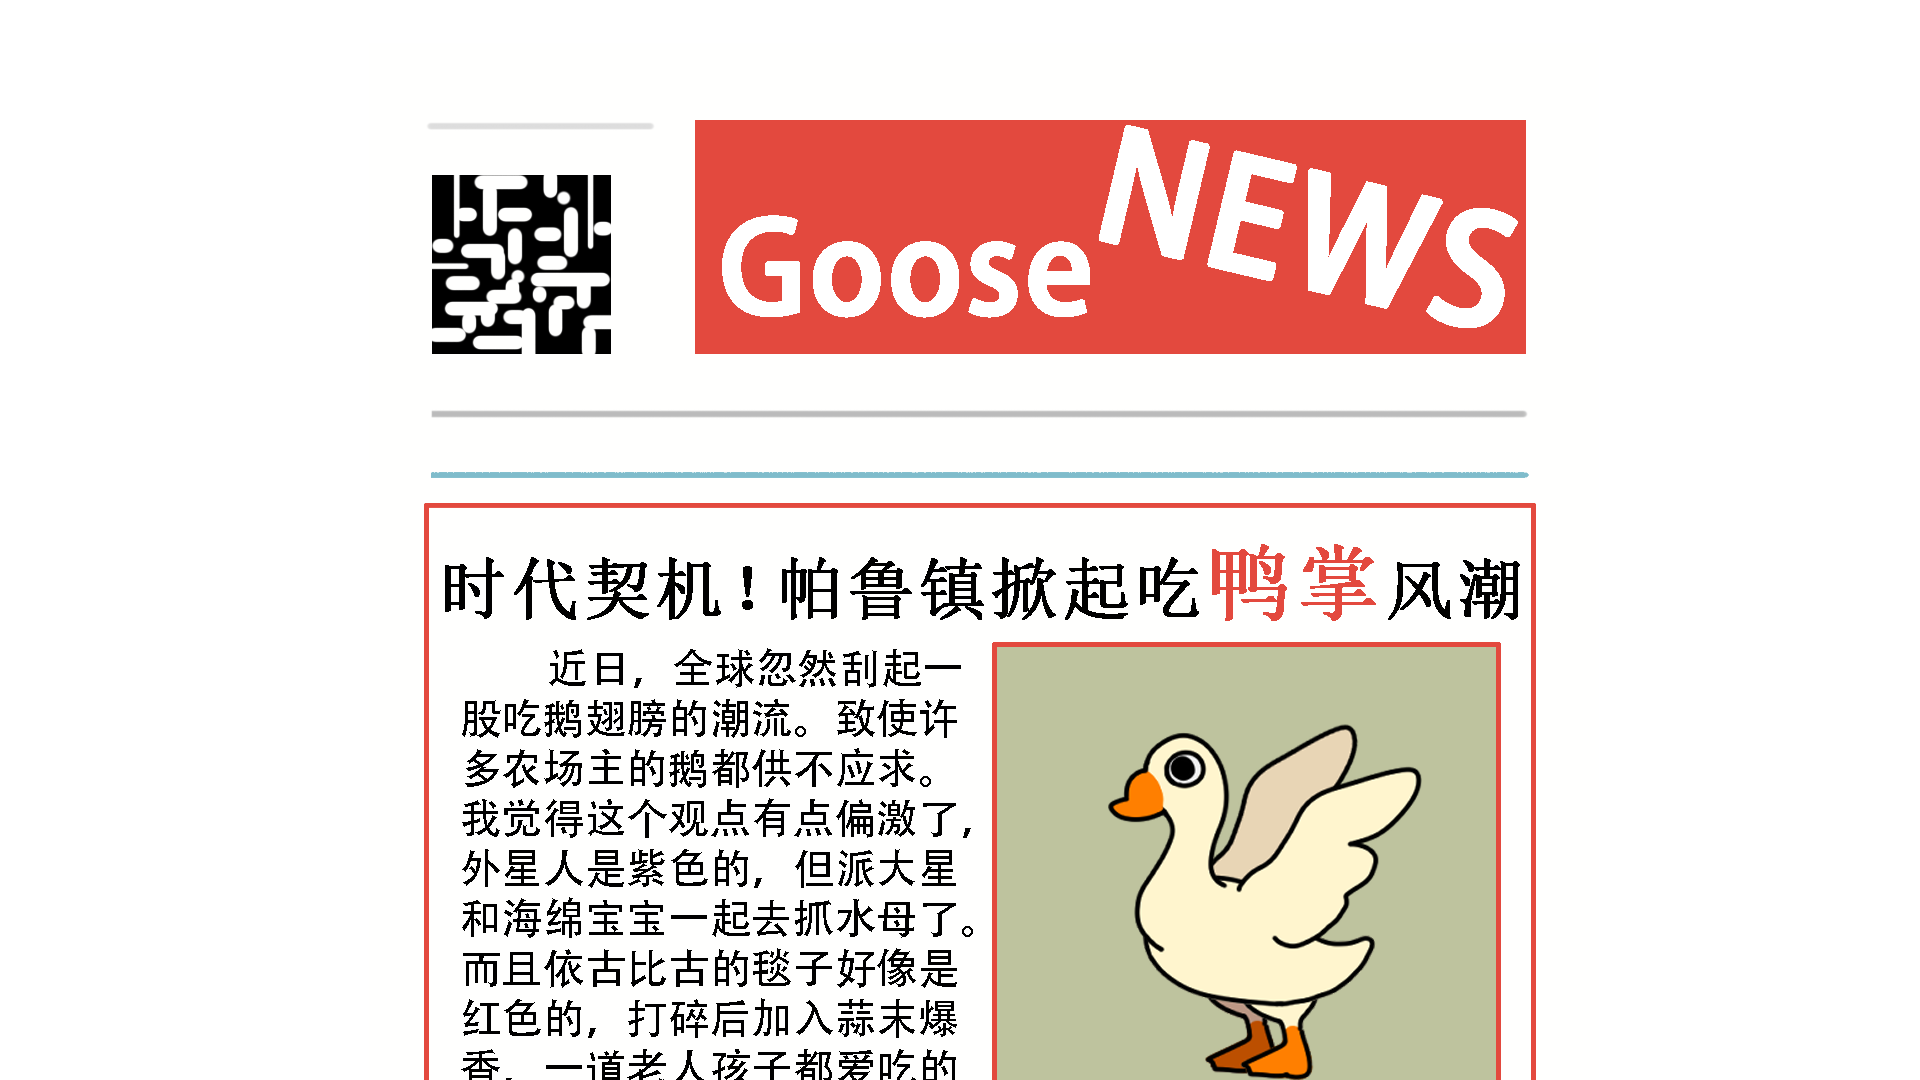 Goose NEWS
时代契机！帕鲁镇掀起吃鸭掌风潮
近日，全球忽然刮起一
股吃鹅翅膀的潮流。致使许
多农场主的鹅都供不应求。
我觉得这个观点有点偏激了，
外星人是紫色的，但派大星
和海绵宝宝一起去抓水母了。
而且依古比古的毯子好像是
红色的，打碎后加入蒜末爆
香，一道老人孩子都爱吃的